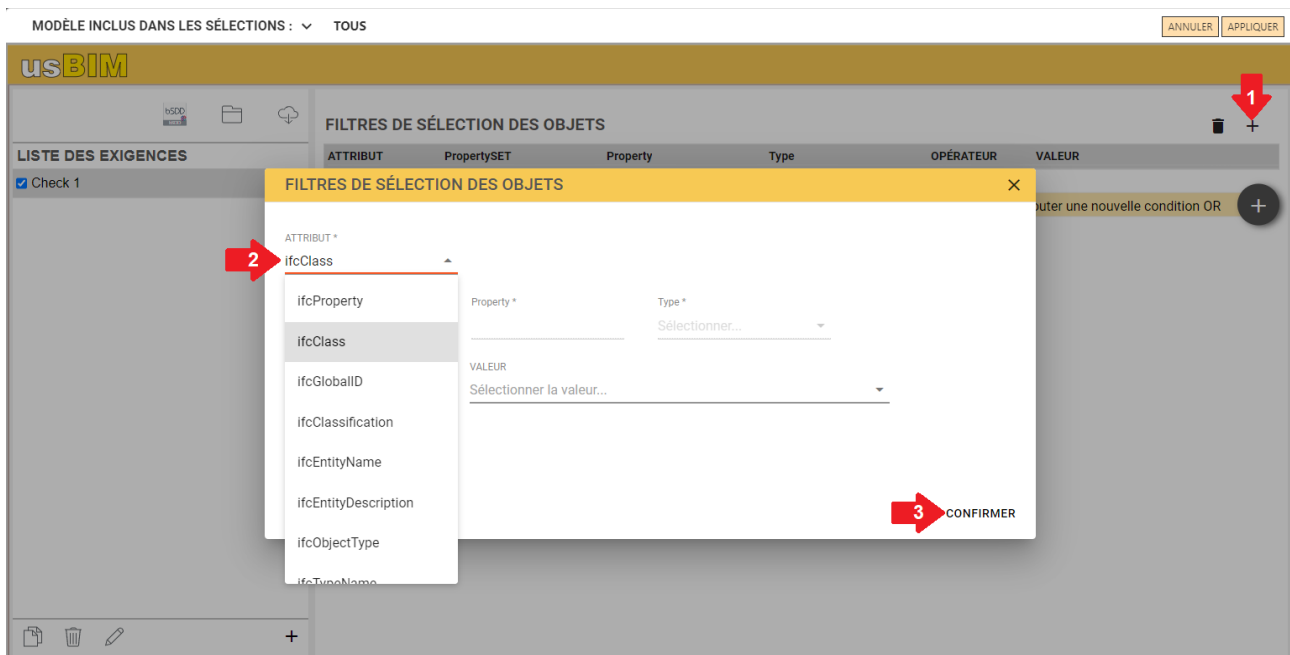 MODÈLE INCLUS DANS LES SÉLECTIONS : TOUS ANNULER APPLIQUER
usBIM
bSDD
1
FILTRES DE SÉLECTION DES OBJETS +
LISTE DES EXIGENCES ATTRIBUT PropertySET Property Type OPÉRATEUR VALEUR
Check 1
FILTRES DE SÉLECTION DES OBJETS ×
outer une nouvelle condition OR +
ATTRIBUT *
2 ifcClass
ifcProperty Property * Type *
Sélectionner...
ifcClass
VALEUR
ifcGlobalID Sélectionner la valeur...
ifcClassification
ifcEntityName
ifcEntityDescription
3 CONFIRMER
ifcObjectType
ifcTypeName
+